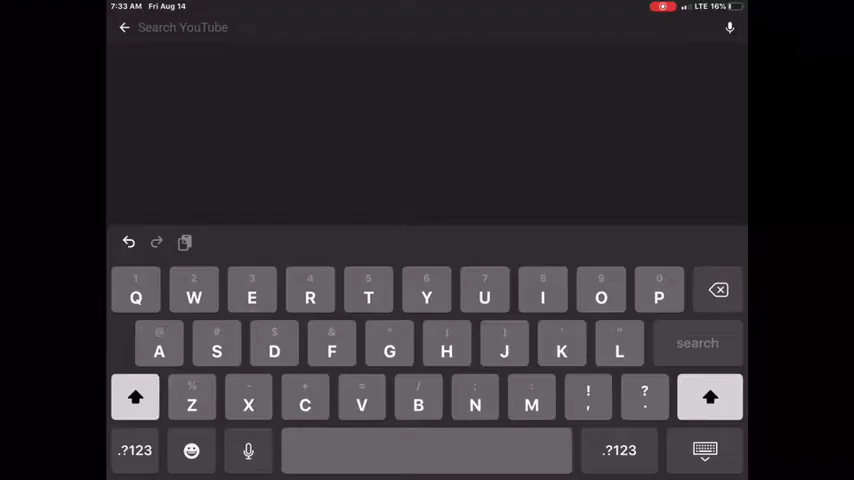 7:33 AM Fri Aug 14 LTE 16%
Search YouTube
1 2 3 4 5 6 7 8 9 0
Q W E R T Y U I O P
@ # $ & * ( ) ' "
A S D F G H J K L search
% - + = / ; : ! ?
Z X C V B N M , .
.?123 .?123